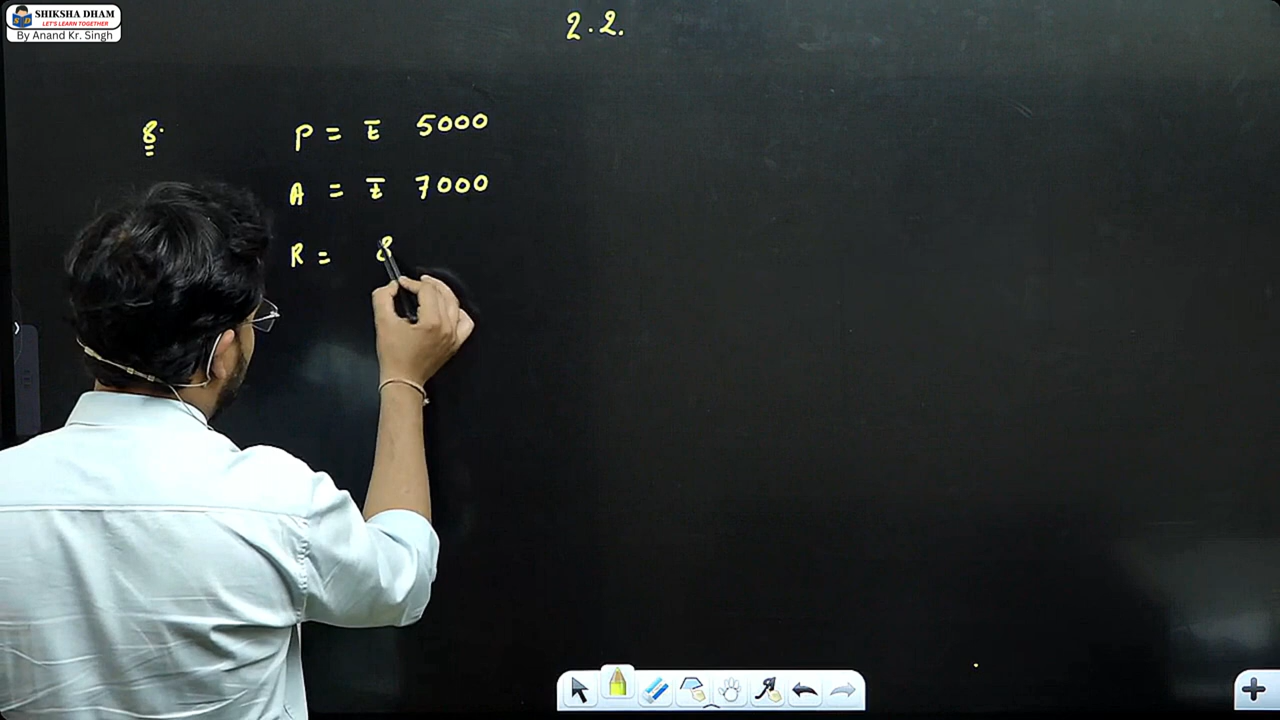 SHIKSHA DHAM
LET'S LEARN TOGETHER
By Anand Kr. Singh
2.2.
8.
P = ₹ 5000
A = ₹ 7000
R =